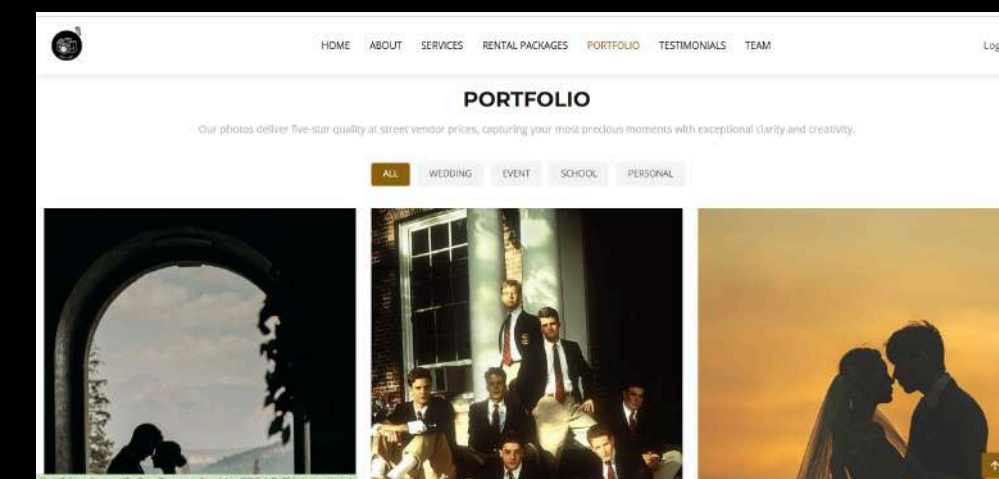 HOME ABOUT SERVICES RENTAL PACKAGES PORTFOLIO TESTIMONIALS TEAM
PORTFOLIO
Our photos deliver five-star quality at street vendor prices, capturing your most precious moments with exceptional clarity and creativity.
ALL WEDDING EVENT SCHOOL PERSONAL